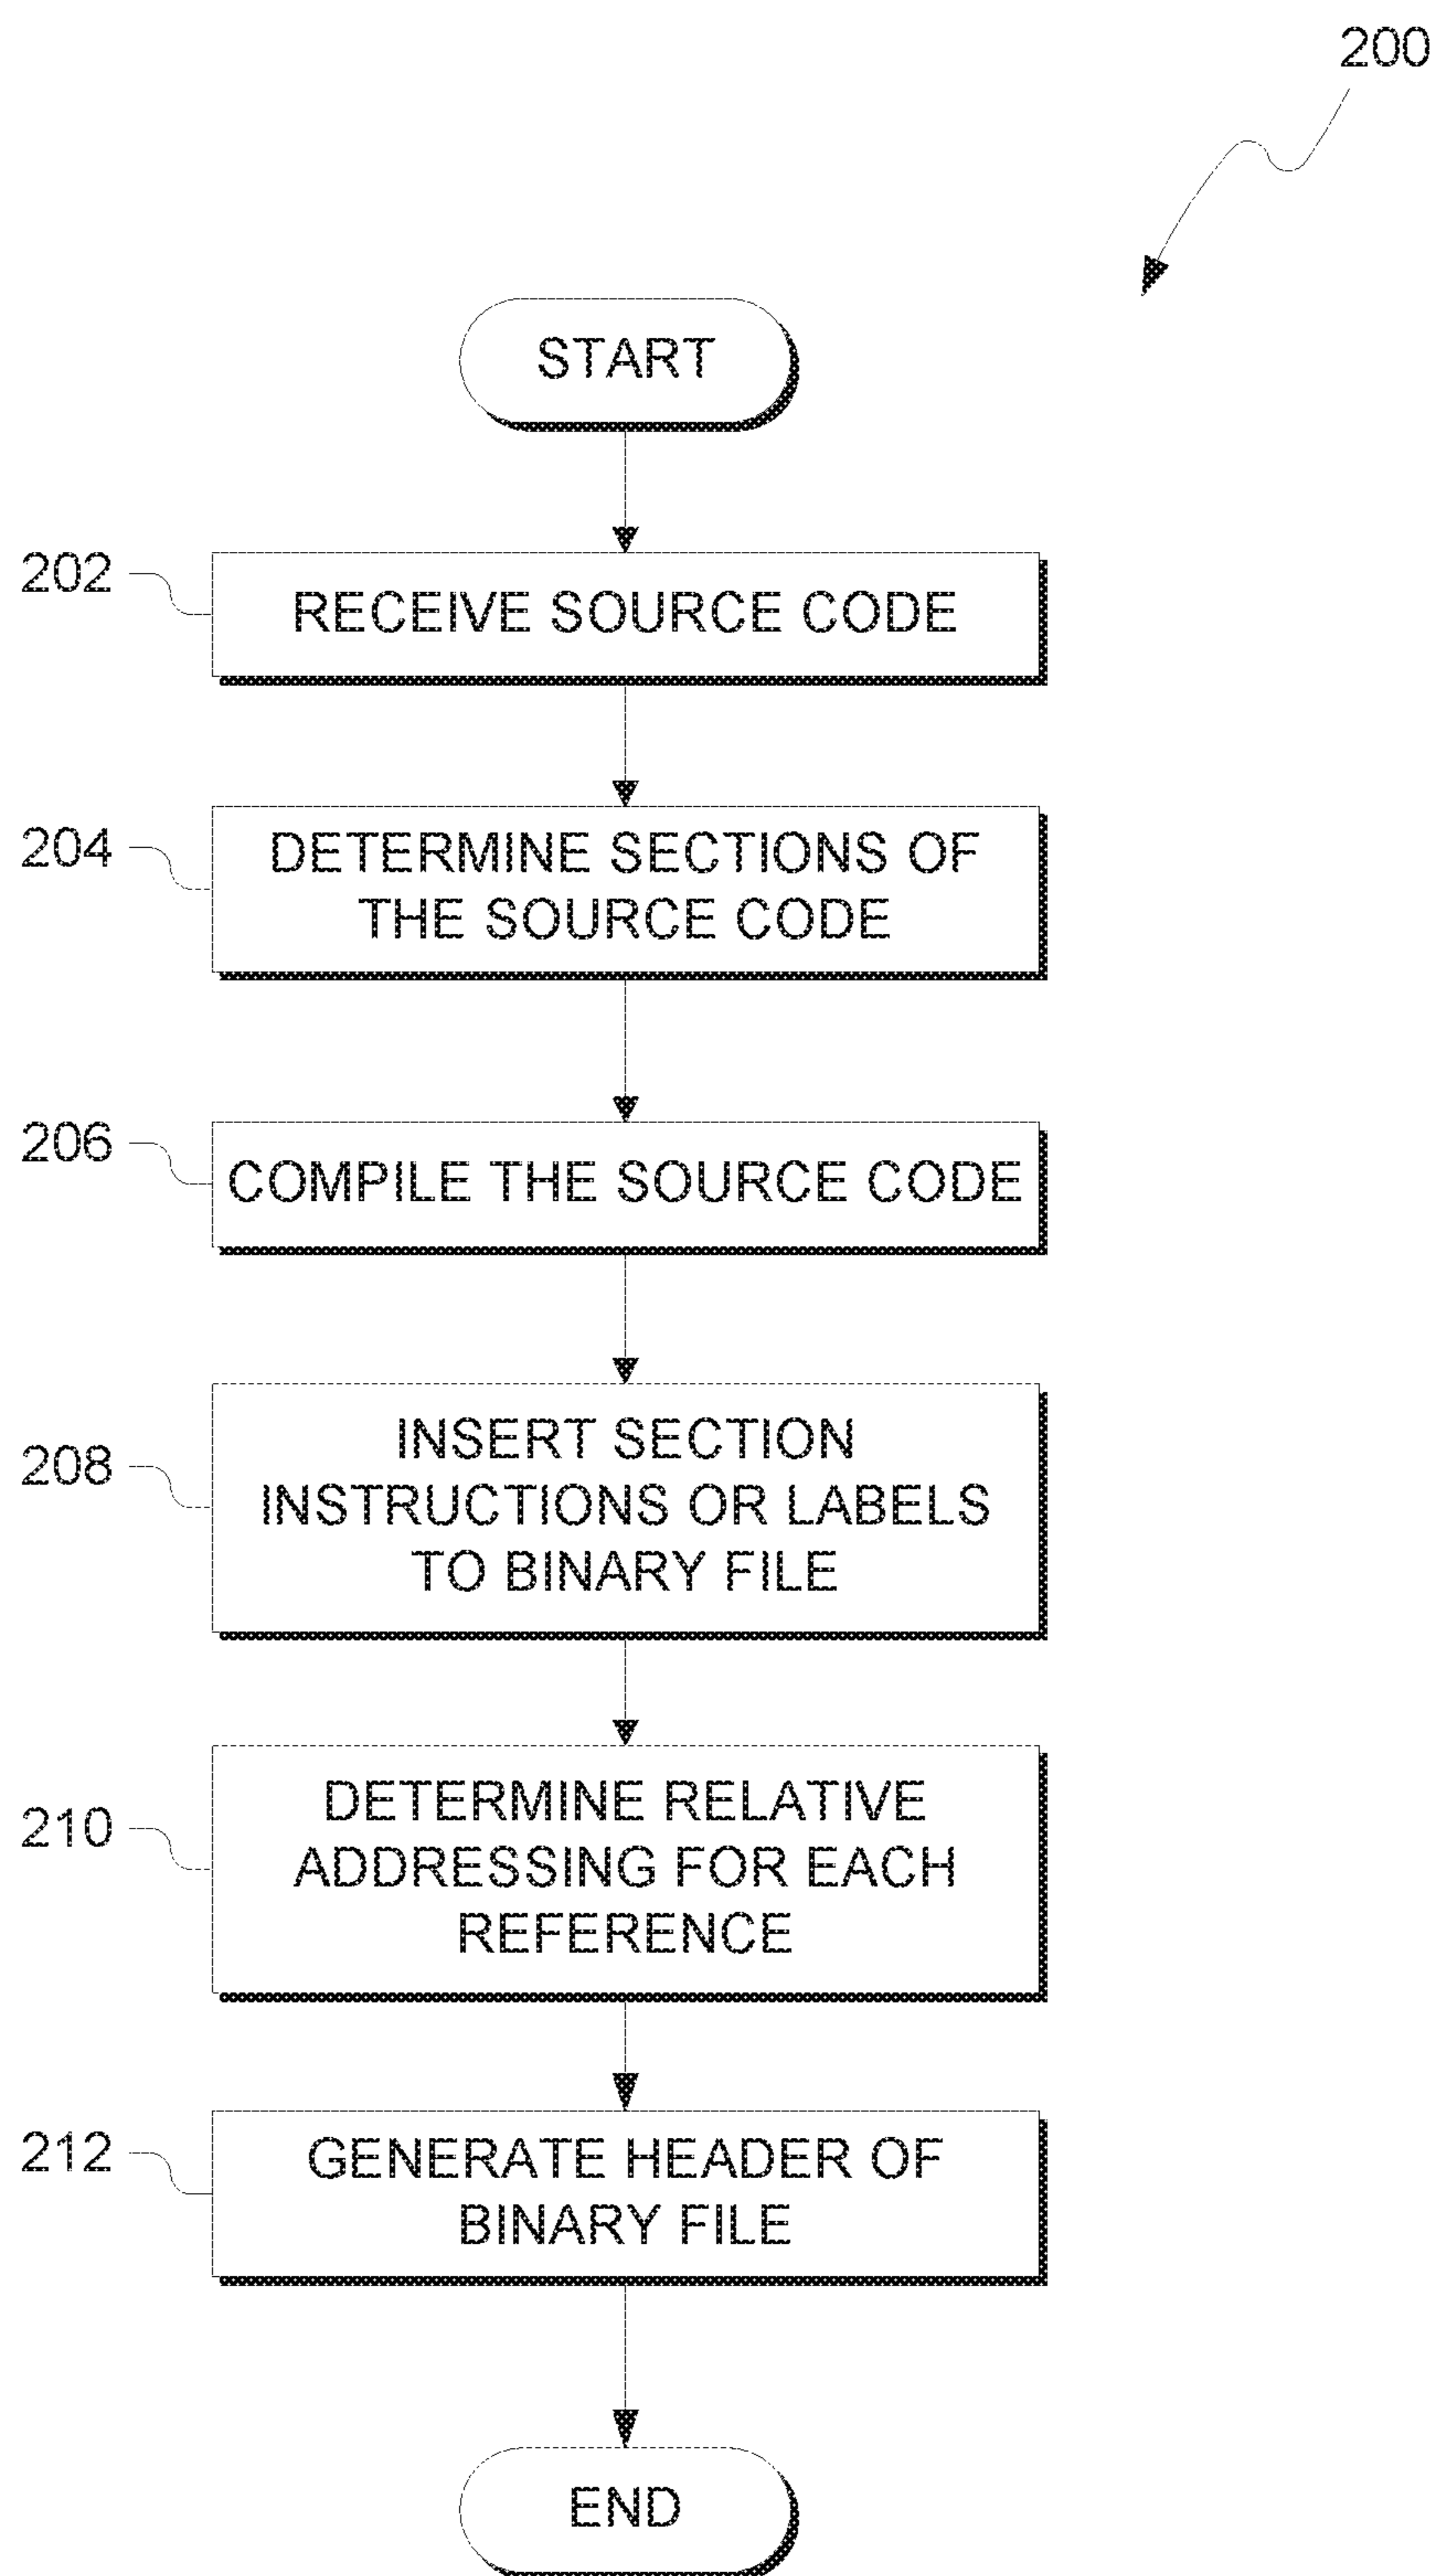 200
START
202
RECEIVE SOURCE CODE
204
DETERMINE SECTIONS OF
THE SOURCE CODE
206
COMPILE THE SOURCE CODE
208
INSERT SECTION
INSTRUCTIONS OR LABELS
TO BINARY FILE
210
DETERMINE RELATIVE
ADDRESSING FOR EACH
REFERENCE
212
GENERATE HEADER OF
BINARY FILE
END